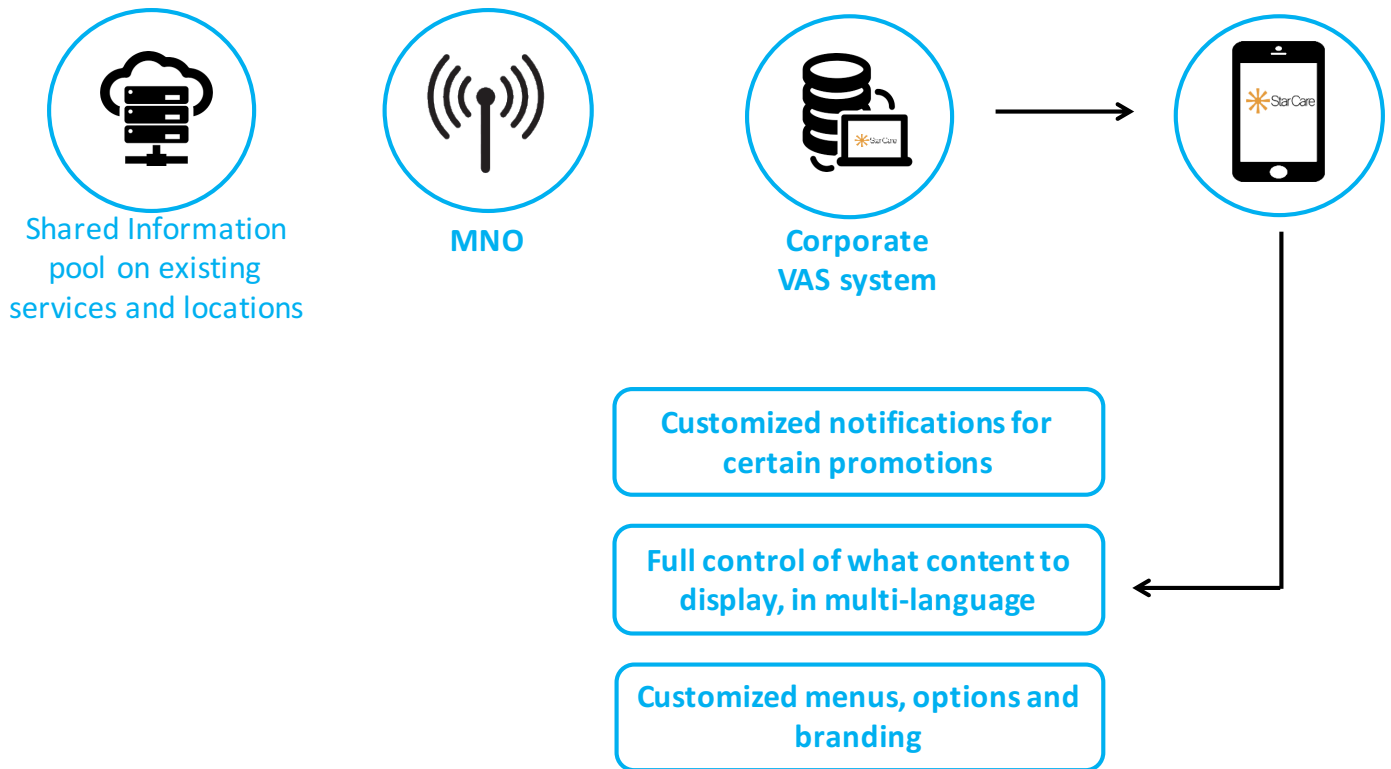 StarCare
StarCare
Shared Information
pool on existing
services and locations
MNO
Corporate
VAS system
Customized notifications for
certain promotions
Full control of what content to
display, in multi-language
Customized menus, options and
branding